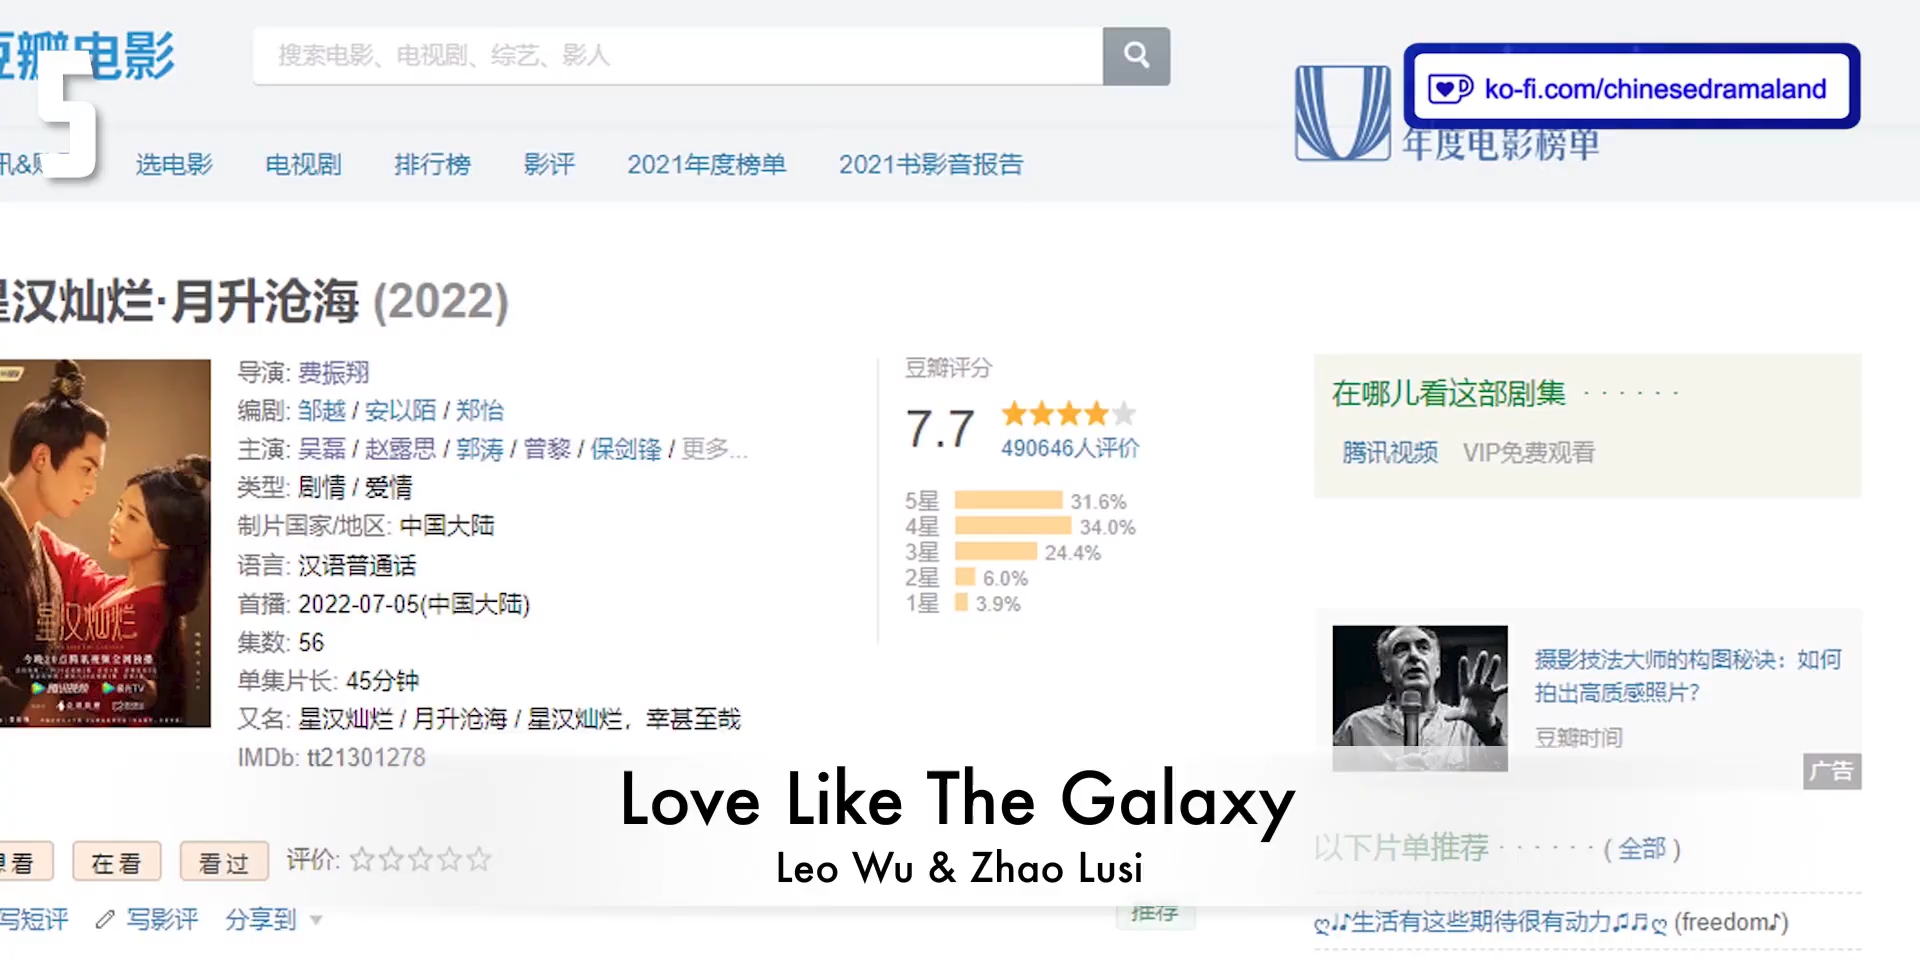 瓣电影
5
搜索电影、电视剧、综艺、影人
ko-fi.com/chinesedramaland
年度电影榜单
选电影 电视剧 排行榜 影评 2021年度榜单 2021书影音报告
汉灿烂·月升沧海 (2022)
导演: 费振翔
编剧: 邹越 / 安以陌 / 郑怡
主演: 吴磊 / 赵露思 / 郭涛 / 曾黎 / 保剑锋 / 更多...
类型: 剧情 / 爱情
制片国家/地区: 中国大陆
语言: 汉语普通话
首播: 2022-07-05(中国大陆)
集数: 56
单集片长: 45分钟
又名: 星汉灿烂 / 月升沧海 / 星汉灿烂，幸甚至哉
IMDb: tt21301278
星汉灿烂
豆瓣评分
7.7
490646人评价
5星 31.6%
4星 34.0%
3星 24.4%
2星 6.0%
1星 3.9%
在哪儿看这部剧集 · · · · · ·
腾讯视频 VIP免费观看
摄影技法大师的构图秘诀：如何
拍出高质感照片?
豆瓣时间
广告
Love Like The Galaxy
Leo Wu & Zhao Lusi
看 在看 看过 评价:
写短评 写影评 分享到
推荐
以下片单推荐 · · · · · · ( 全部 )
ღ♩♪生活有这些期待很有动力♫♬ღ (freedom♪)